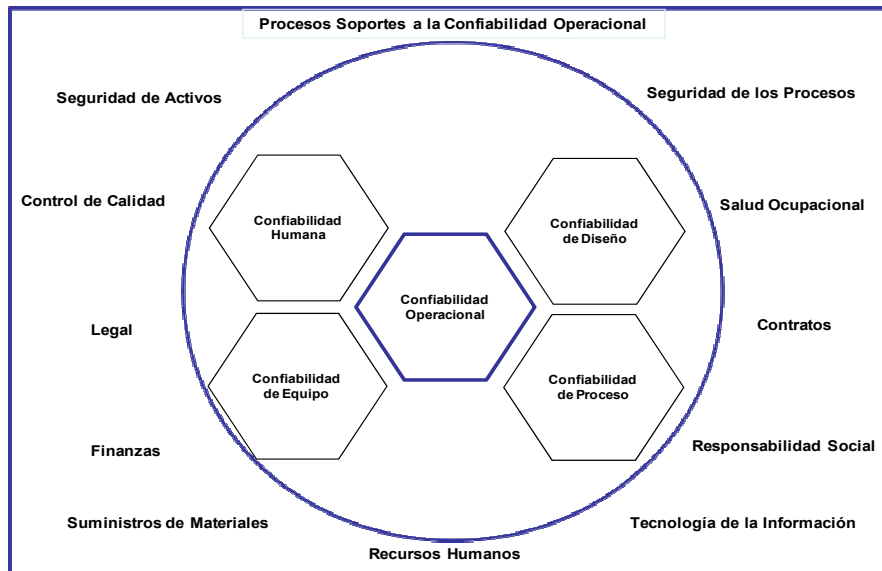 Procesos Soportes a la Confiabilidad Operacional
Seguridad de Activos
Seguridad de los Procesos
Control de Calidad
Salud Ocupacional
Confiabilidad
Humana
Confiabilidad
de Diseño
Confiabilidad
Operacional
Legal
Contratos
Confiabilidad
de Equipo
Confiabilidad
de Proceso
Finanzas
Responsabilidad Social
Suministros de Materiales
Tecnología de la Información
Recursos Humanos